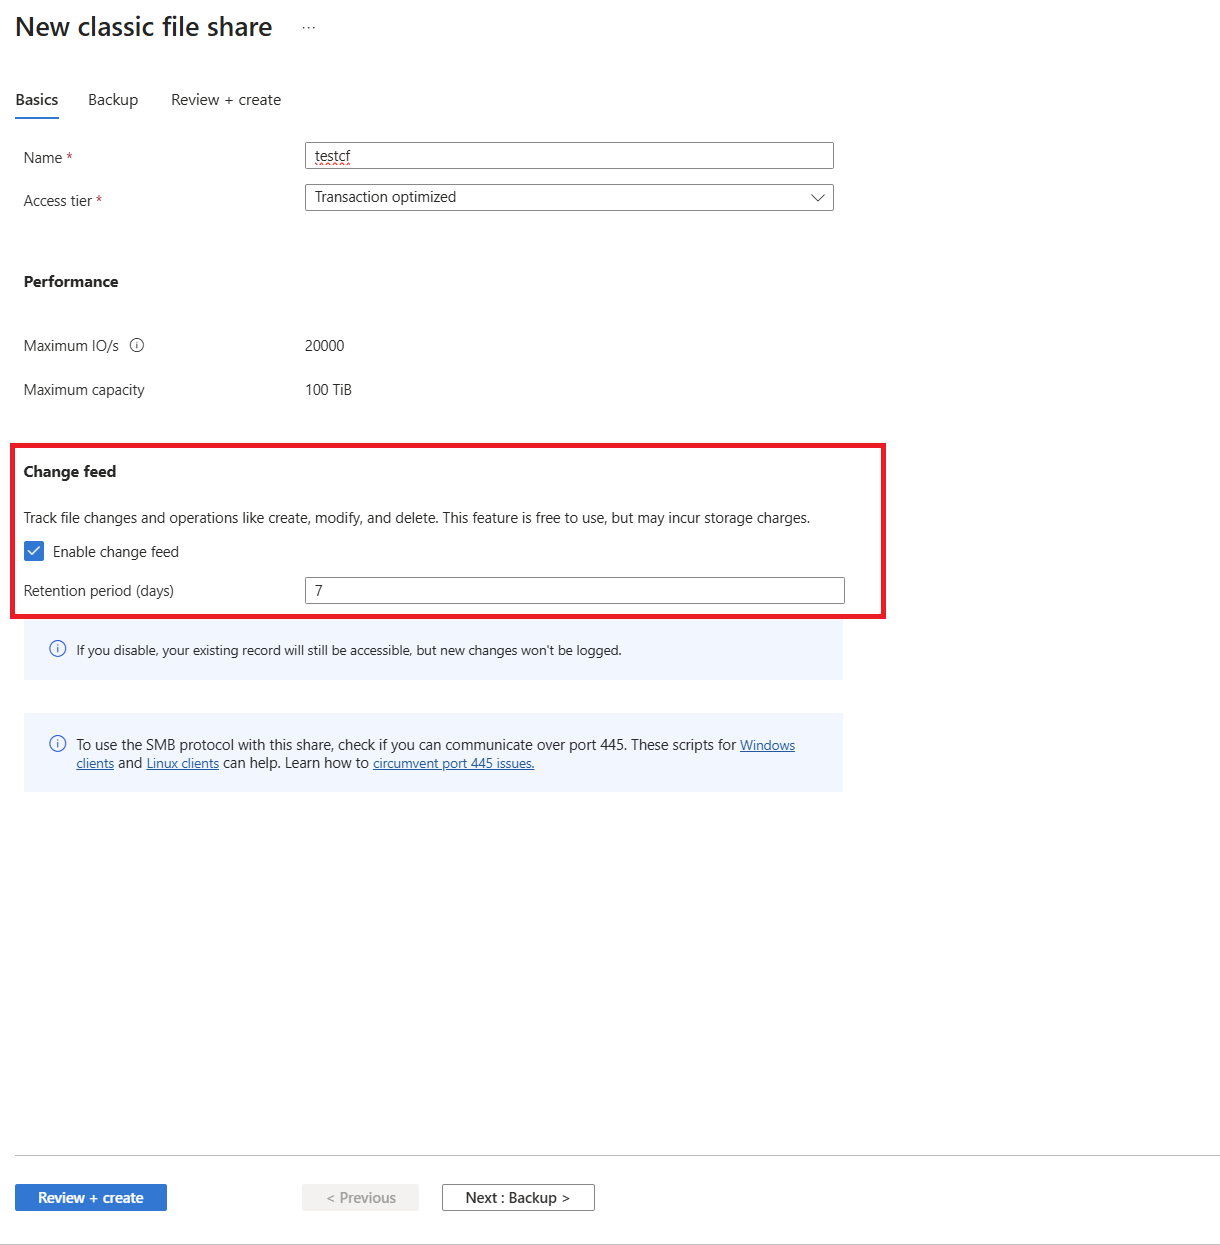 New classic file share ...
Basics Backup Review + create
Name * testcf
Access tier * Transaction optimized
Performance
Maximum IO/s 20000
Maximum capacity 100 TiB
Change feed
Track file changes and operations like create, modify, and delete. This feature is free to use, but may incur storage charges.
Enable change feed
Retention period (days) 7
If you disable, your existing record will still be accessible, but new changes won't be logged.
To use the SMB protocol with this share, check if you can communicate over port 445. These scripts for Windows
clients and Linux clients can help. Learn how to circumvent port 445 issues.
Review + create < Previous Next : Backup >